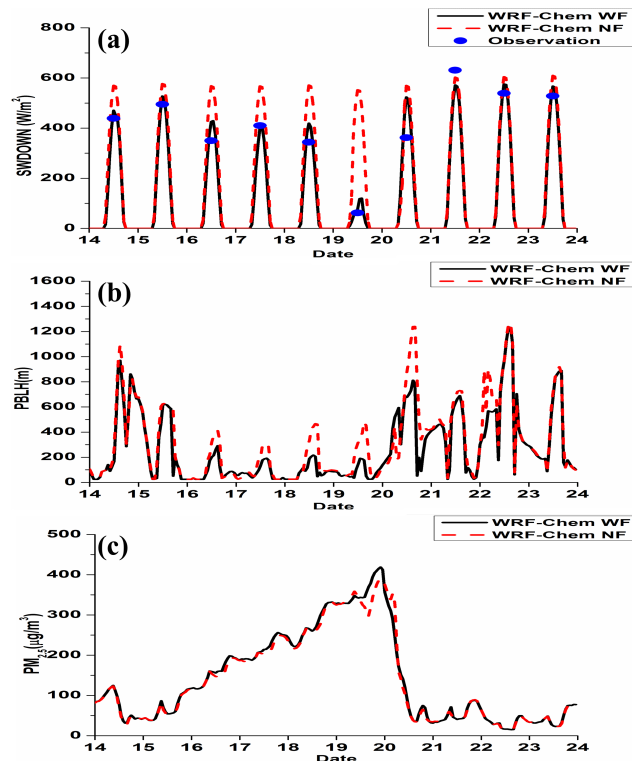 (a)
WRF-Chem WF
WRF-Chem NF
Observation
SWDOWN (W/m²)
800
600
400
200
0
14 15 16 17 18 19 20 21 22 23 24
Date
(b)
WRF-Chem WF
WRF-Chem NF
PBLH(m)
1600
1400
1200
1000
800
600
400
200
0
14 15 16 17 18 19 20 21 22 23 24
Date
(c)
WRF-Chem WF
WRF-Chem NF
PM2.5(μg/m³)
500
400
300
200
100
0
14 15 16 17 18 19 20 21 22 23 24
Date